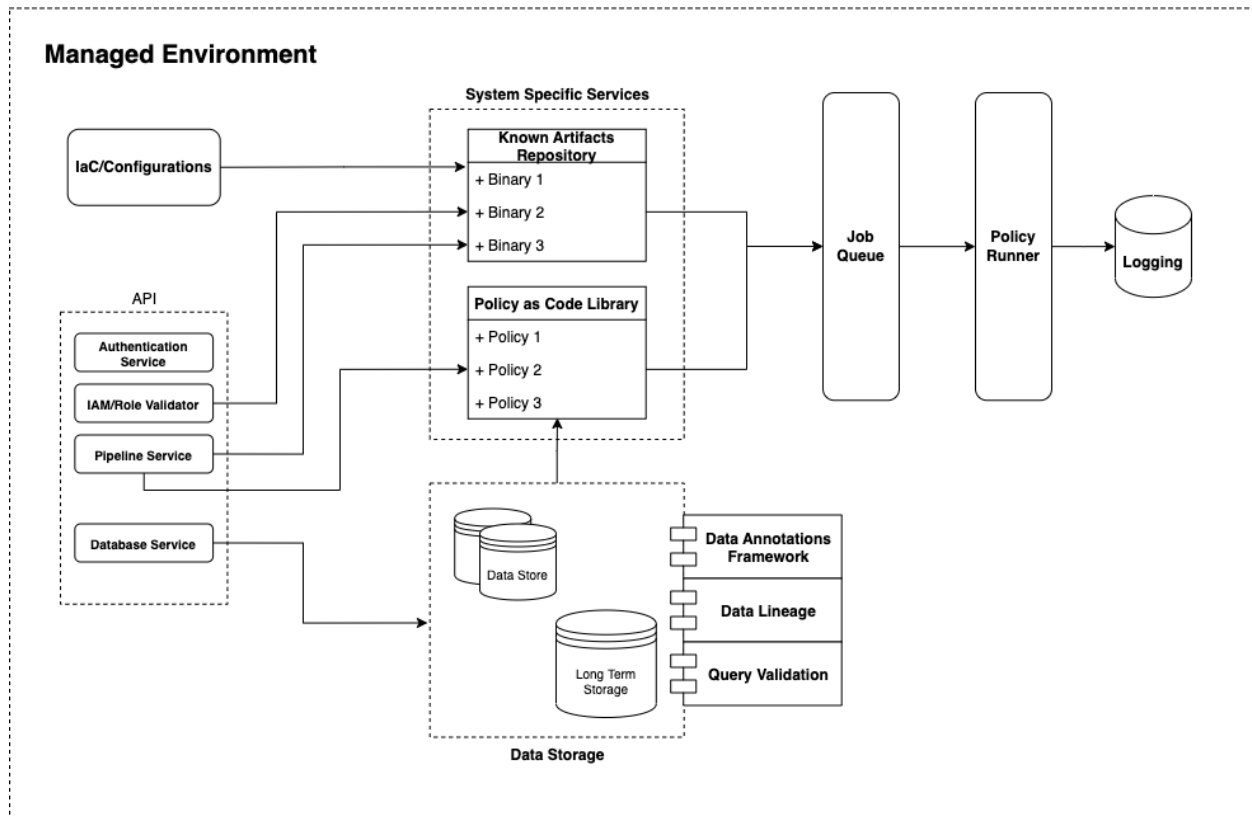 Managed Environment
System Specific Services
IaC/Configurations
Known Artifacts
Repository
+ Binary 1
+ Binary 2
+ Binary 3
Job
Queue
Policy
Runner
Logging
API
Authentication
Service
IAM/Role Validator
Pipeline Service
Database Service
Policy as Code Library
+ Policy 1
+ Policy 2
+ Policy 3
Data Store
Long Term
Storage
Data Annotations
Framework
Data Lineage
Query Validation
Data Storage